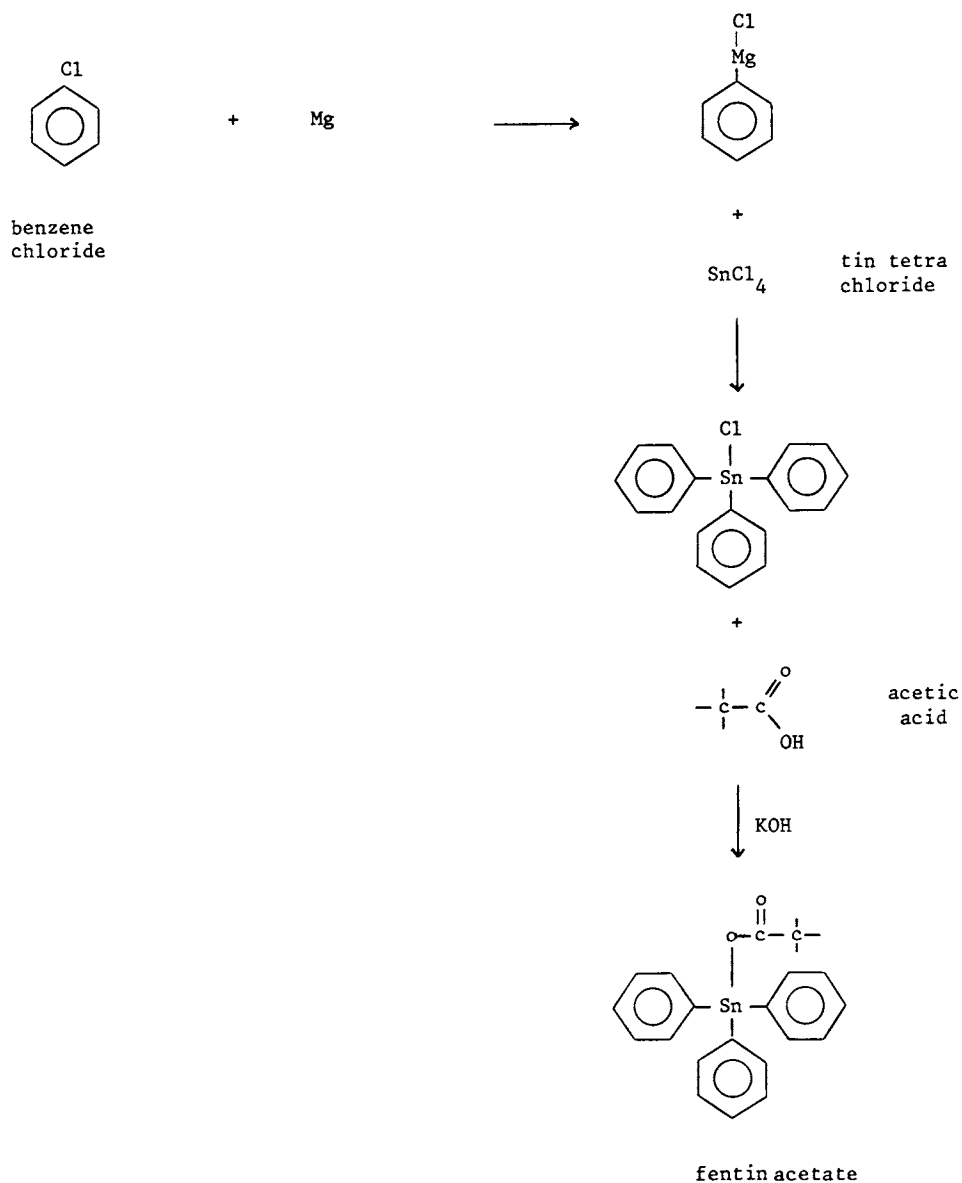 Cl
Mg
Cl
+ Mg
benzene
chloride
+
SnCl4
tin tetra
chloride
Cl
Sn
+
O
C C
OH
acetic
acid
KOH
O
O C C
Sn
fentin acetate